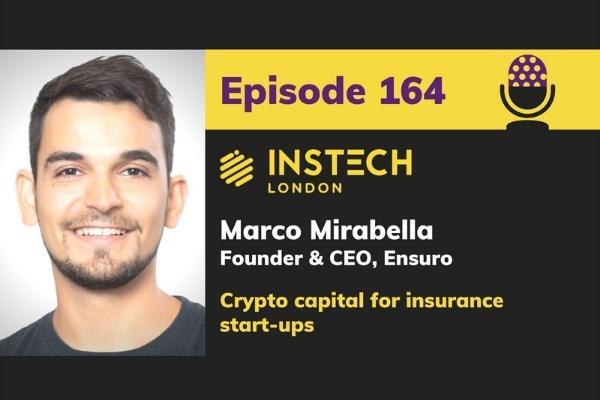 Episode 164
INSTECH
LONDON
Marco Mirabella
Founder & CEO, Ensuro
Crypto capital for insurance
start-ups